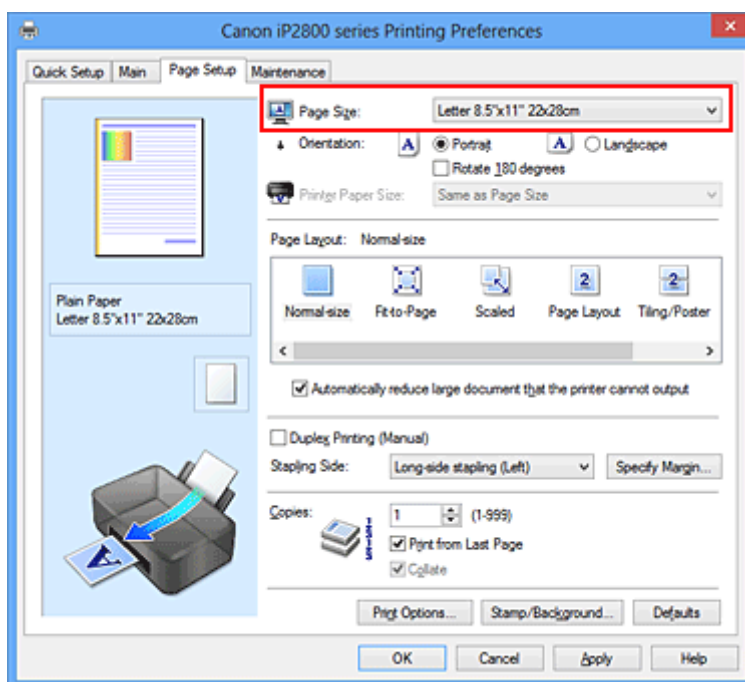 Canon iP2800 series Printing Preferences
Quick Setup Main Page Setup Maintenance
Page Size: Letter 8.5"x11" 22x28cm
Orientation: A Portrait A Landscape
Rotate 180 degrees
Printer Paper Size: Same as Page Size
Page Layout: Normal-size
Plain Paper
Letter 8.5"x11" 22x28cm
2 2
Normal-size Fit-to-Page Scaled Page Layout Tiling/Poster
Automatically reduce large document that the printer cannot output
Duplex Printing (Manual)
Stapling Side: Long-side stapling (Left) Specify Margin...
Copies: 1 (1-999)
Print from Last Page
Collate
A
Print Options... Stamp/Background... Defaults
OK Cancel Apply Help